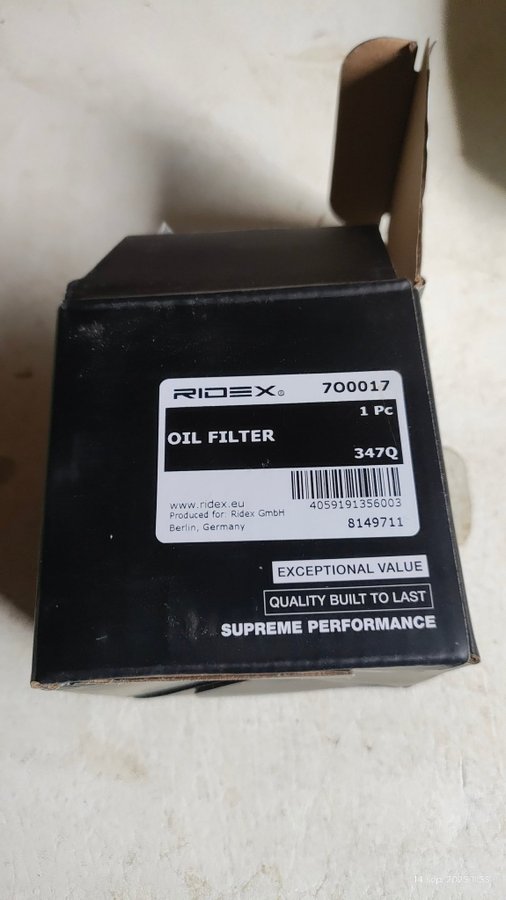 RIDEX® 7O0017
1 Pc
OIL FILTER
347Q
www.ridex.eu
4059191356003
Produced for: Ridex GmbH
Berlin, Germany
8149711
EXCEPTIONAL VALUE
QUALITY BUILT TO LAST
SUPREME PERFORMANCE